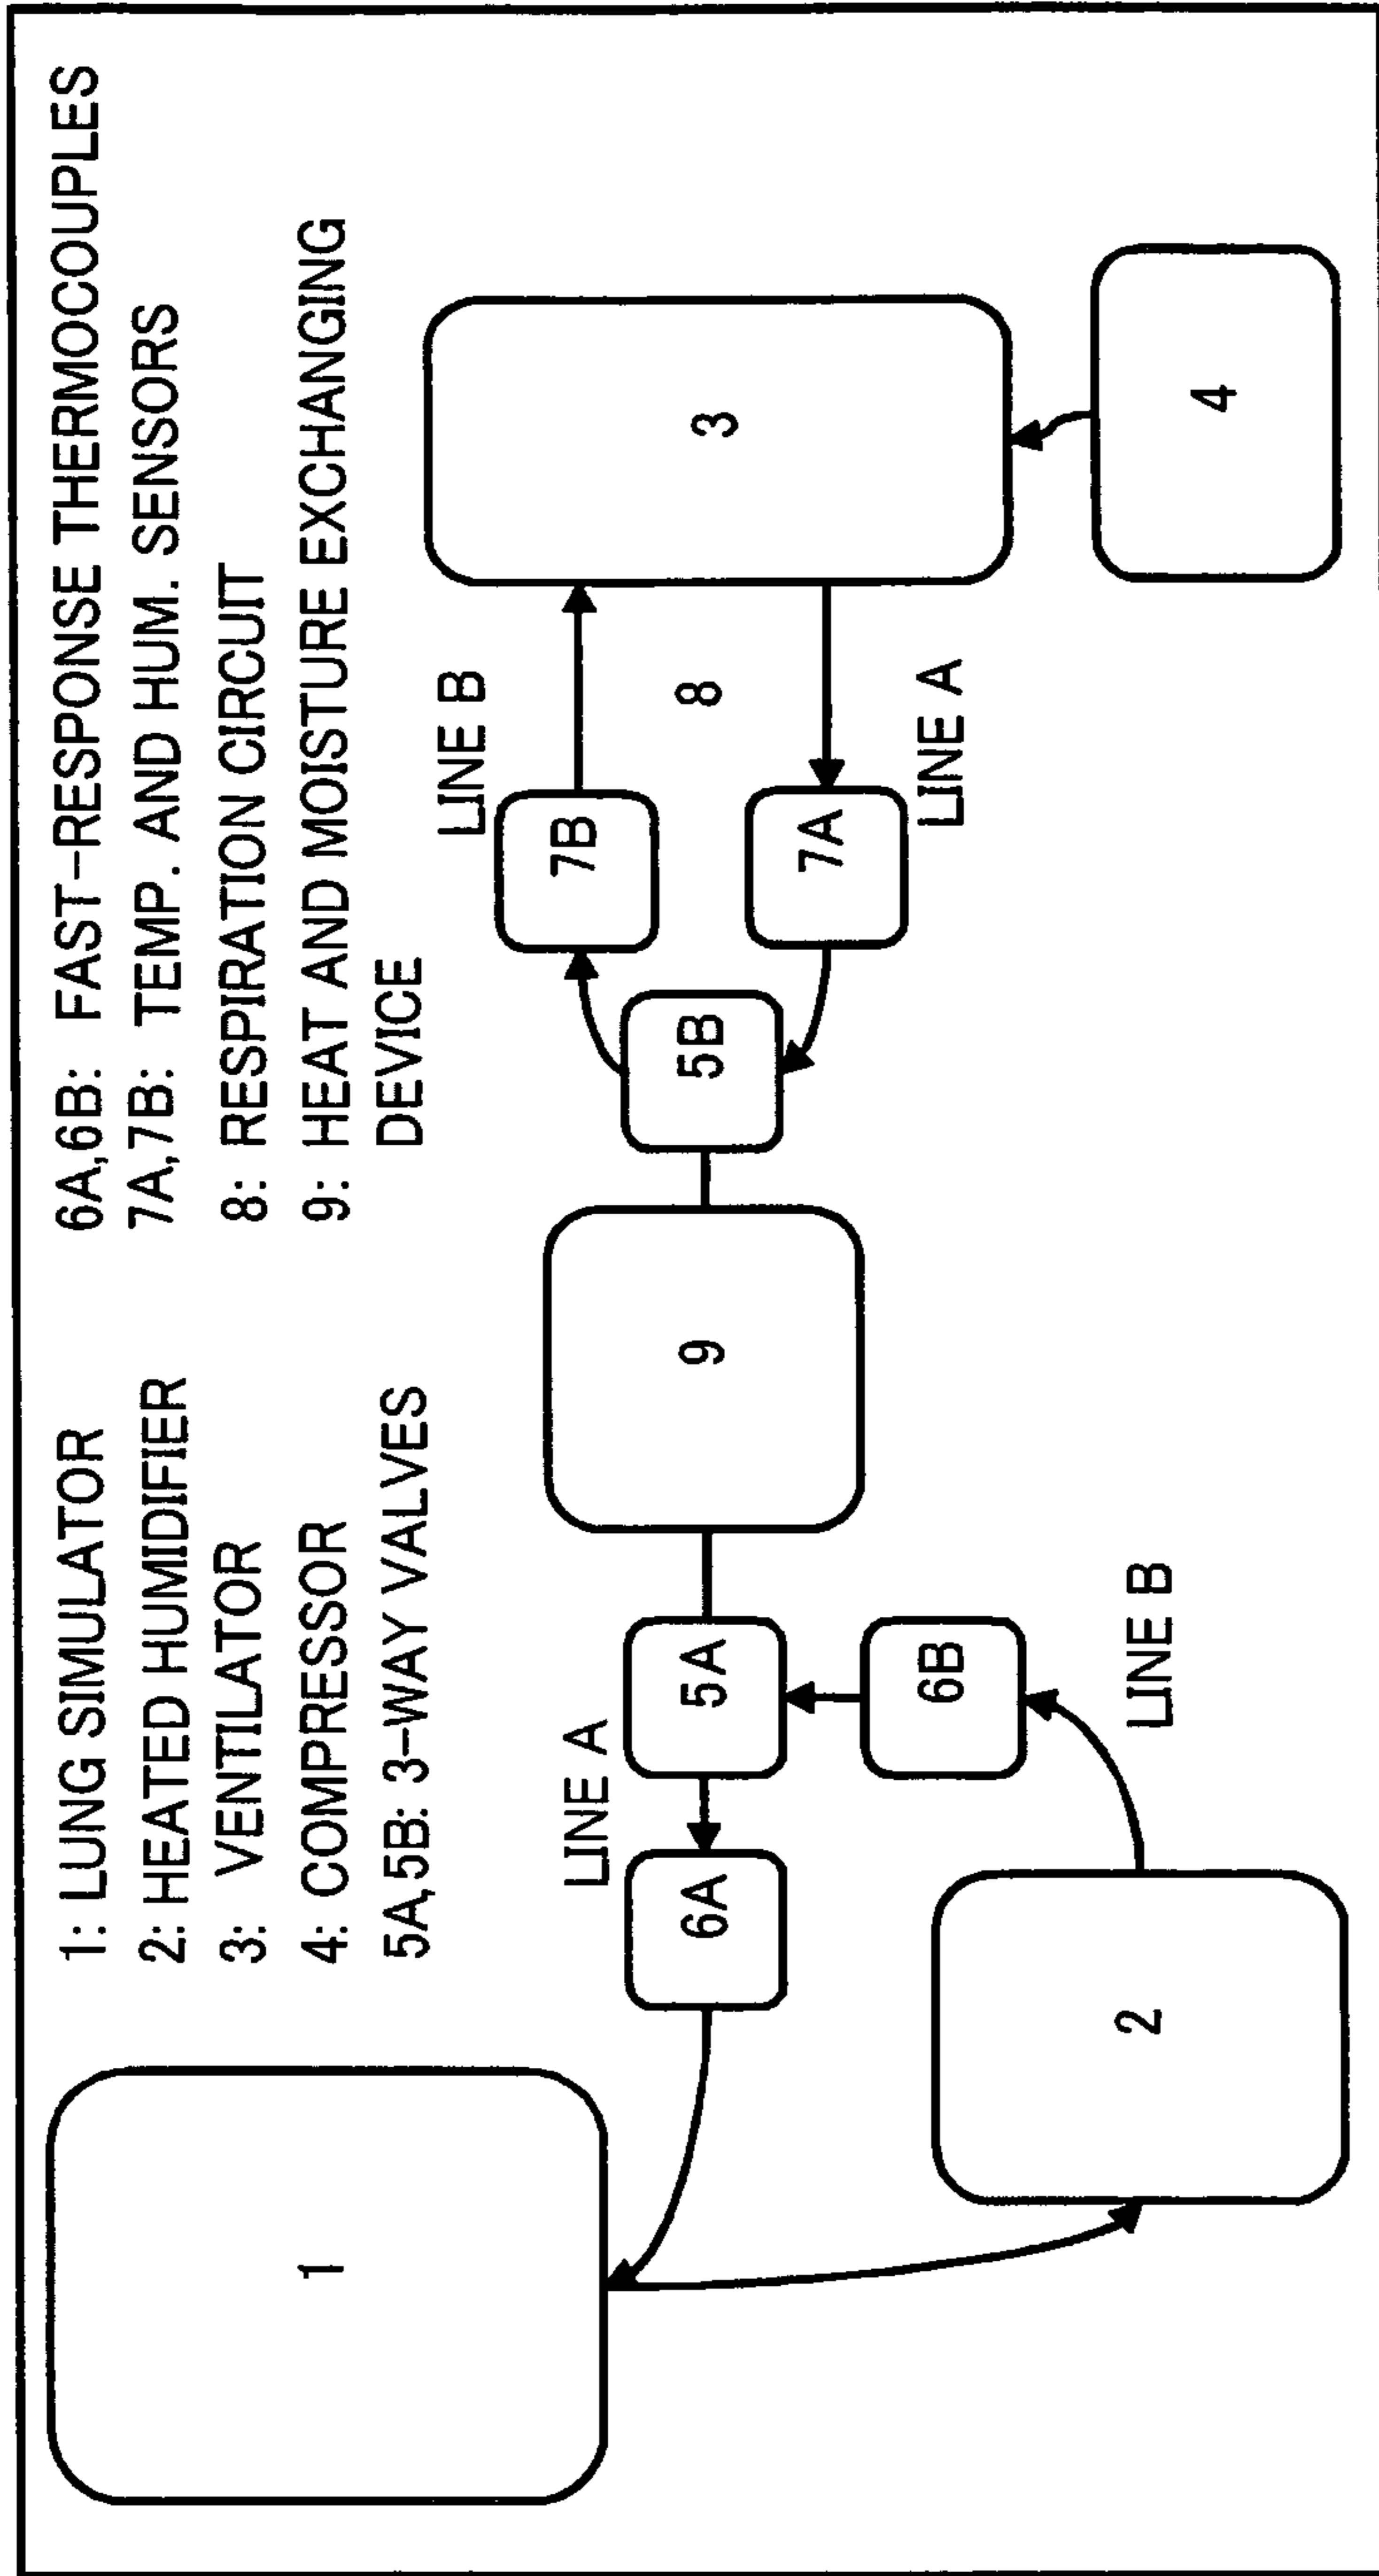 1: LUNG SIMULATOR
2: HEATED HUMIDIFIER
3: VENTILATOR
4: COMPRESSOR
5A,5B: 3-WAY VALVES
6A,6B: FAST-RESPONSE THERMOCOUPLES
7A,7B: TEMP. AND HUM. SENSORS
8: RESPIRATION CIRCUIT
9: HEAT AND MOISTURE EXCHANGING
DEVICE
1
LINE A
6A
5A
6B
2
LINE B
9
5B
7B
LINE B
8
7A
LINE A
3
4